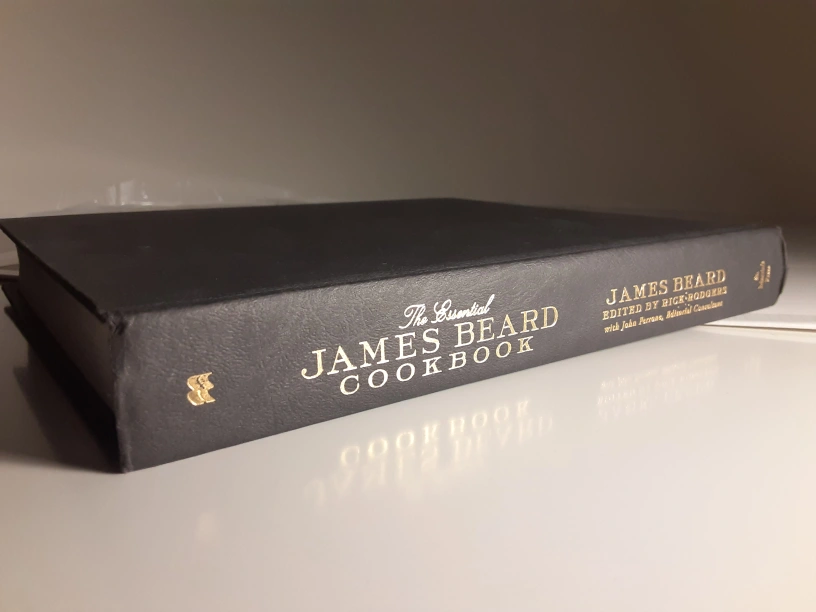 The Essential
JAMES BEARD
COOKBOOK
JAMES BEARD
EDITED BY RICK RODGERS
with John Ferrone, Editorial Consultant